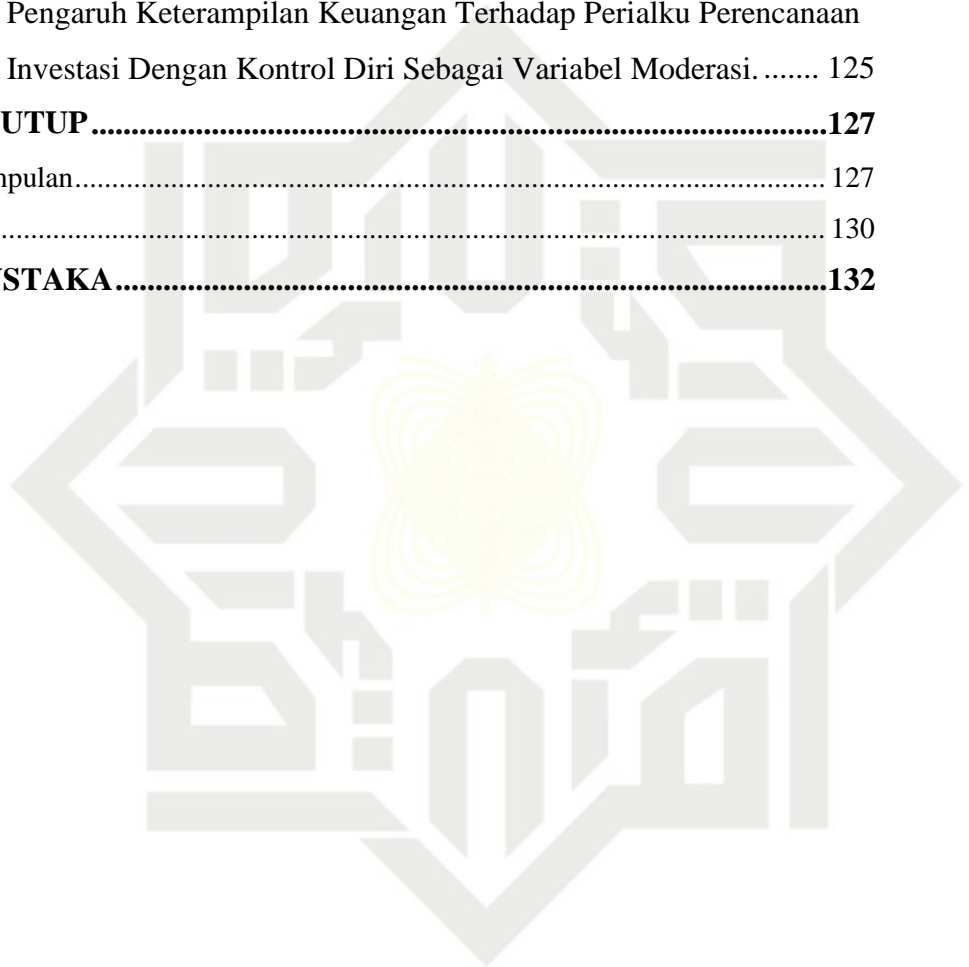 Pengaruh Keterampilan Keuangan Terhadap Perialku Perencanaan
Investasi Dengan Kontrol Diri Sebagai Variabel Moderasi. ....... 125
UTUP ............................................................................................127
npulan.................................................................................................... 127
.............................................................................................................. 130
STAKA.........................................................................................132